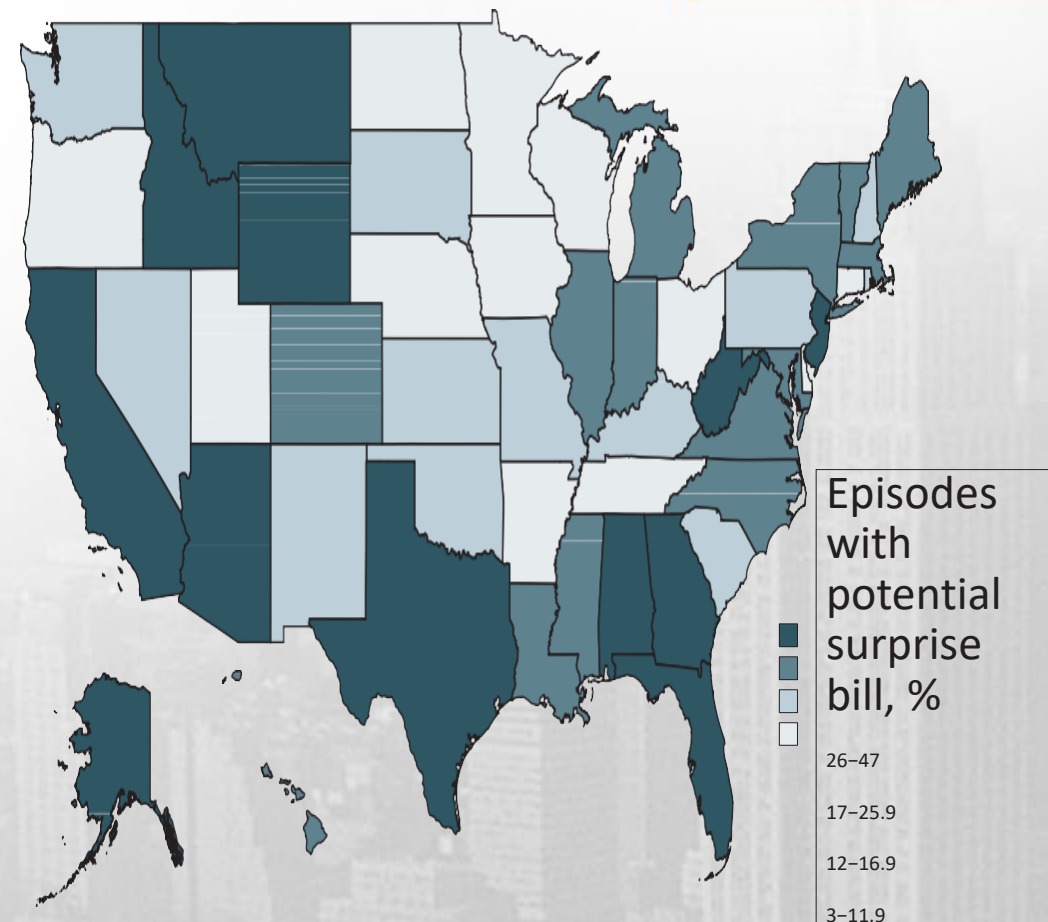 Episodes
with
potential
surprise
bill, %
26–47
17–25.9
12–16.9
3–11.9